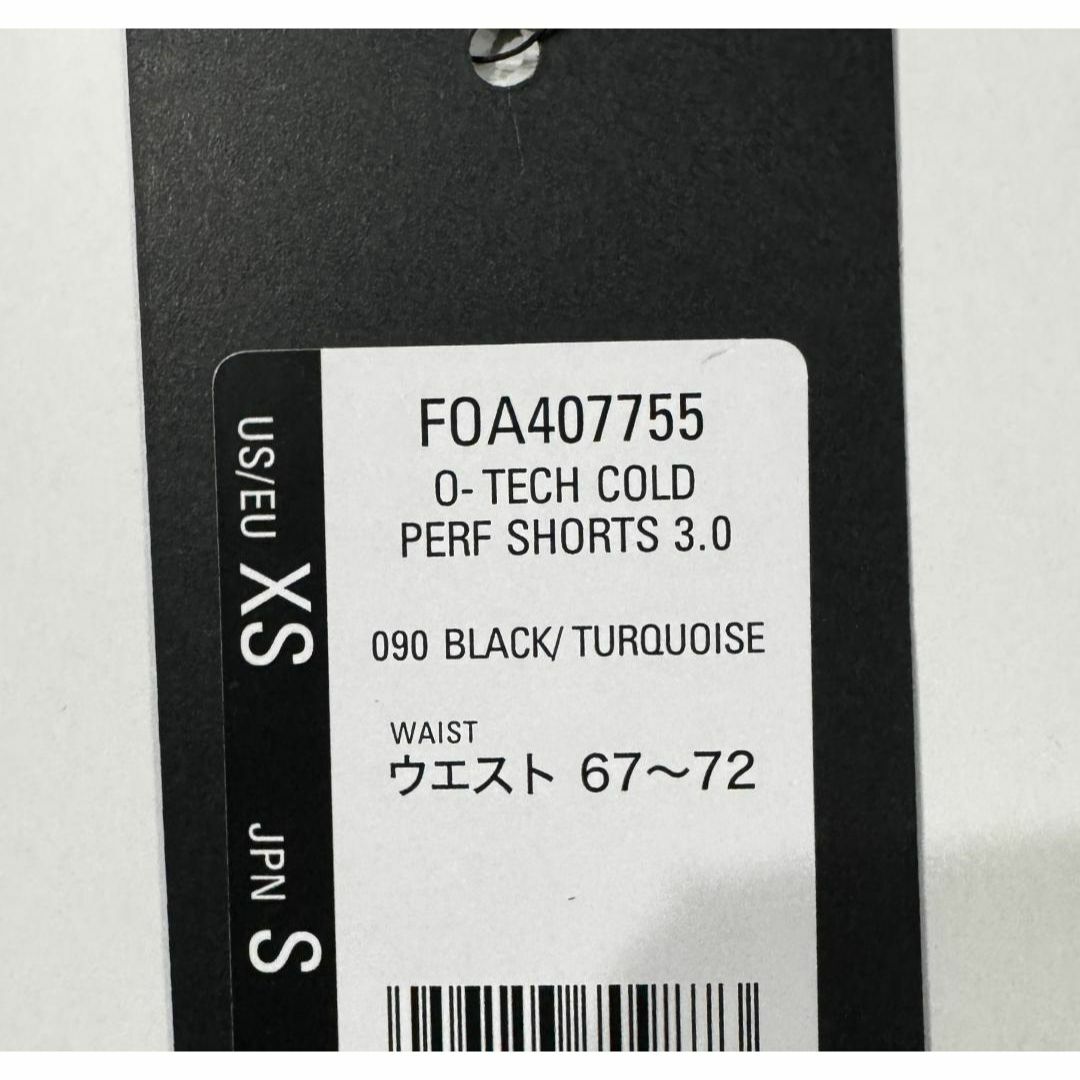 FOA407755
O-TECH COLD
PERF SHORTS 3.0
090 BLACK/TURQUOISE
WAIST
ウエスト 67〜72
US/EU XS
JPN S